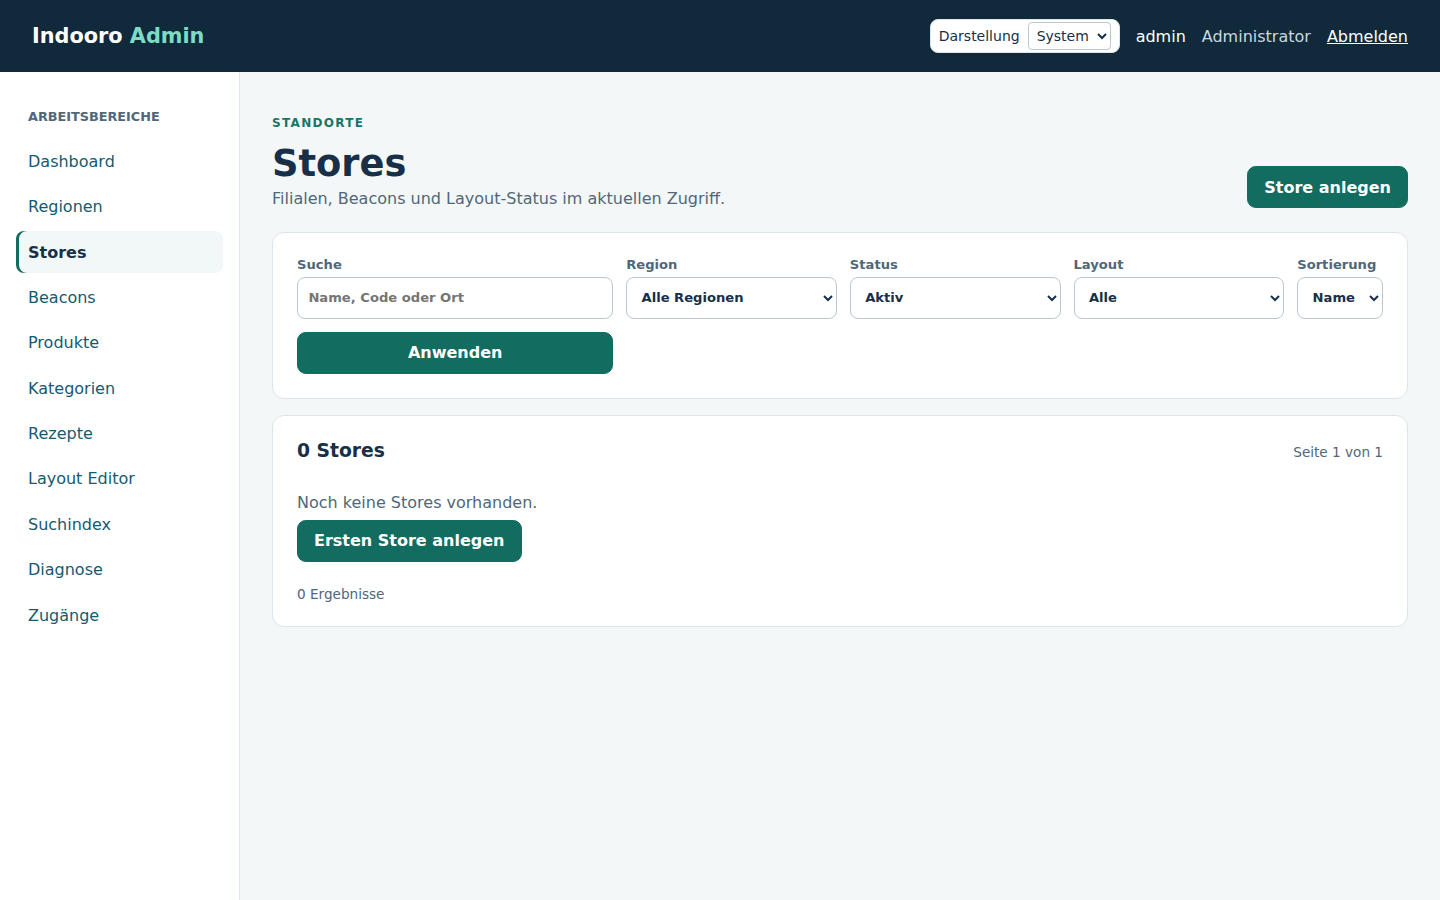 Indooro Admin
Darstellung System admin Administrator Abmelden
ARBEITSBEREICHE
Dashboard
Regionen
Stores
Beacons
Produkte
Kategorien
Rezepte
Layout Editor
Suchindex
Diagnose
Zugänge
STANDORTE
Stores
Filialen, Beacons und Layout-Status im aktuellen Zugriff.
Store anlegen
Suche Region Status Layout Sortierung
Name, Code oder Ort Alle Regionen Aktiv Alle Name
Anwenden
0 Stores Seite 1 von 1
Noch keine Stores vorhanden.
Ersten Store anlegen
0 Ergebnisse